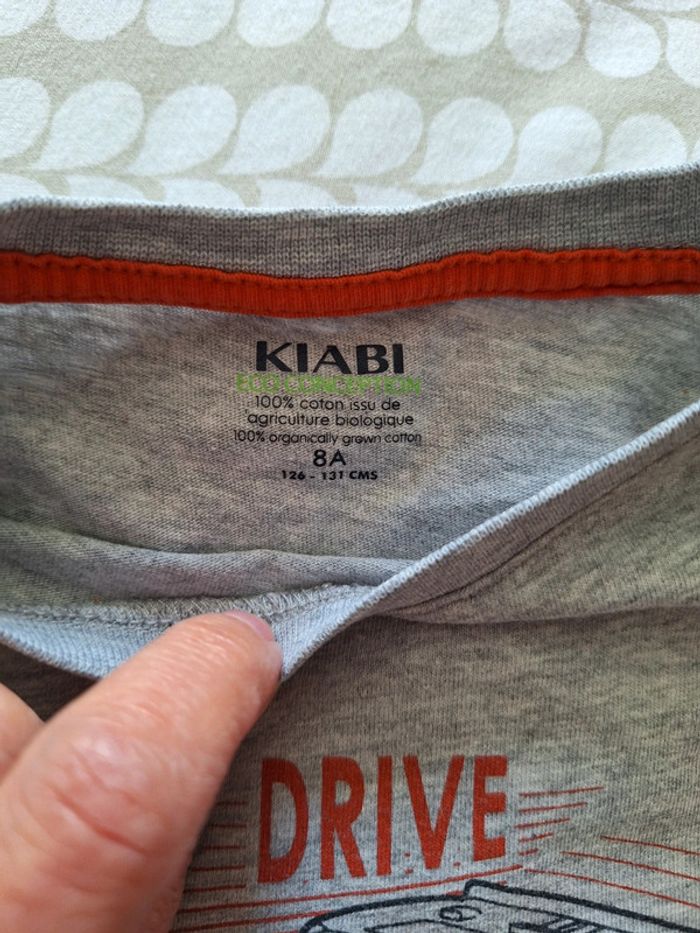 KIABI
ECO CONCEPTION
100% coton issu de
agriculture biologique
100% organically grown cotton
8A
126 - 131 CMS
DRIVE